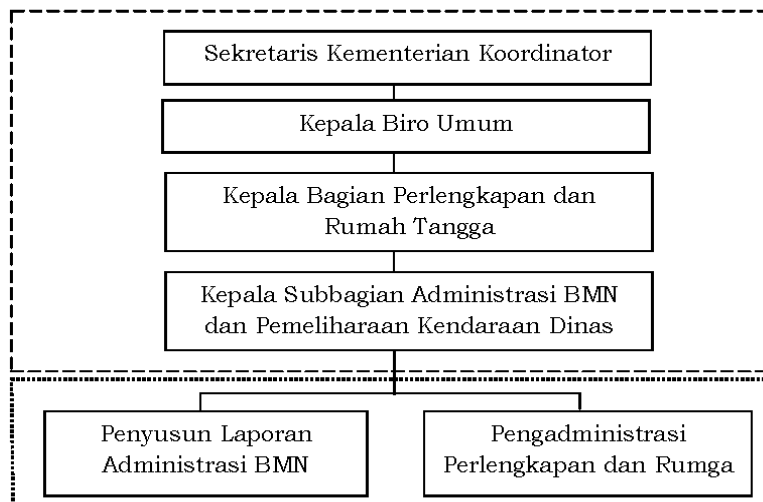 Sekretaris Kementerian Koordinator
Kepala Biro Umum
Kepala Bagian Perlengkapan dan
Rumah Tangga
Kepala Subbagian Administrasi BMN
dan Pemeliharaan Kendaraan Dinas
Penyusun Laporan
Administrasi BMN
Pengadministrasi
Perlengkapan dan Rumga